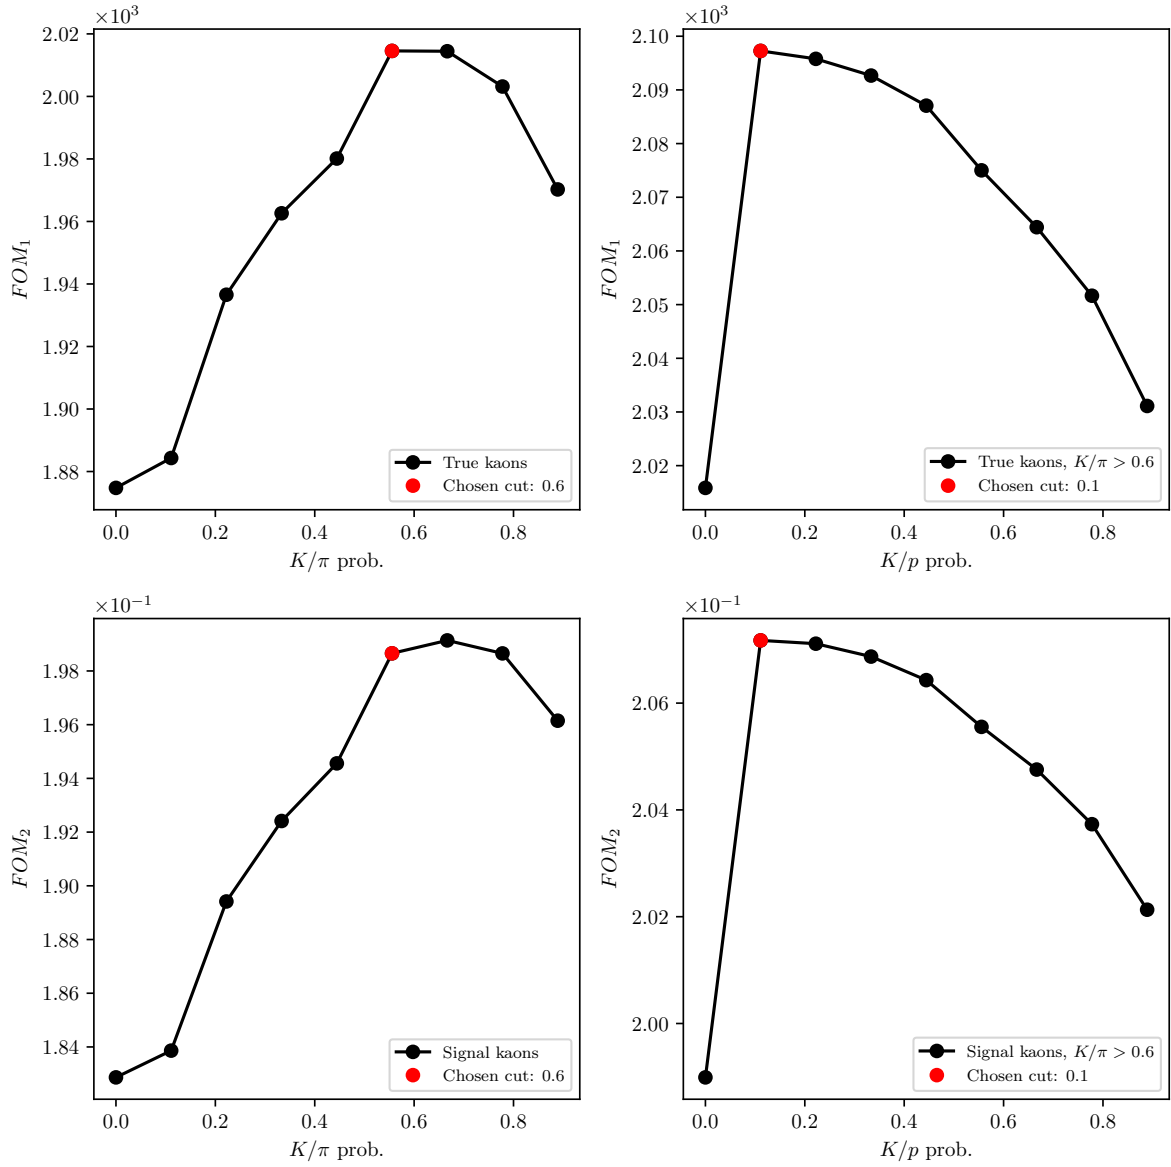 ×10³
2.02
2.00
1.98
1.96
1.94
1.92
1.90
1.88
FOM₁
True kaons
Chosen cut: 0.6
0.0 0.2 0.4 0.6 0.8
K/π prob.
×10³
2.10
2.09
2.08
2.07
2.06
2.05
2.04
2.03
2.02
FOM₁
True kaons, K/π > 0.6
Chosen cut: 0.1
0.0 0.2 0.4 0.6 0.8
K/p prob.
×10⁻¹
1.98
1.96
1.94
1.92
1.90
1.88
1.86
1.84
FOM₂
Signal kaons
Chosen cut: 0.6
0.0 0.2 0.4 0.6 0.8
K/π prob.
×10⁻¹
2.06
2.04
2.02
2.00
FOM₂
Signal kaons, K/π > 0.6
Chosen cut: 0.1
0.0 0.2 0.4 0.6 0.8
K/p prob.